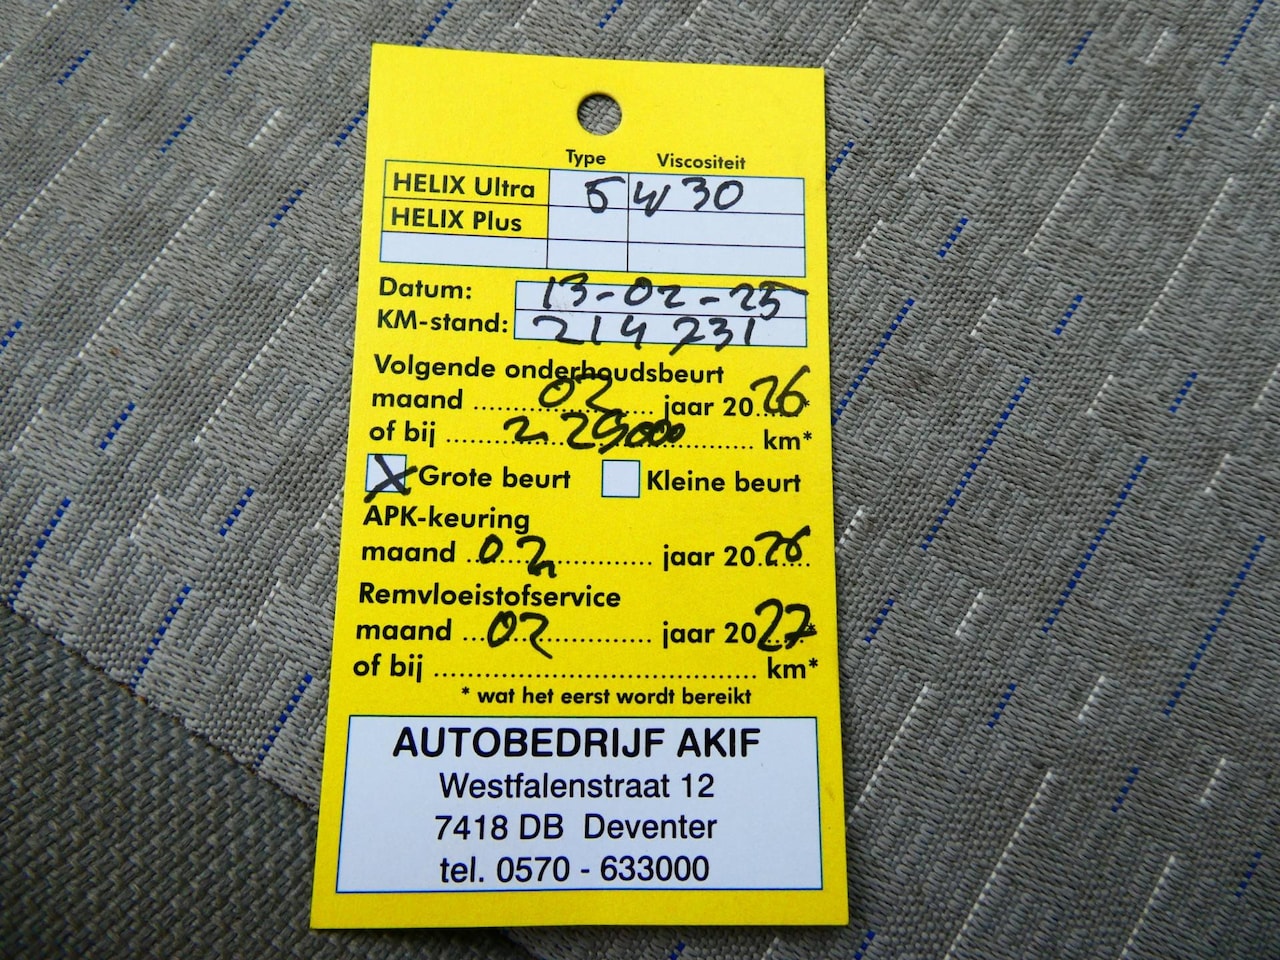 Type Viscositeit
HELIX Ultra 5W30
HELIX Plus
Datum: 13-02-25
KM-stand: 214 231
Volgende onderhoudsbeurt
maand 02 jaar 2026*
of bij 229000 km*
X Grote beurt Kleine beurt
APK-keuring
maand 02 jaar 2026
Remvloeistofservice
maand 02 jaar 2027*
of bij km*
* wat het eerst wordt bereikt
AUTOBEDRIJF AKIF
Westfalenstraat 12
7418 DB Deventer
tel. 0570 - 633000